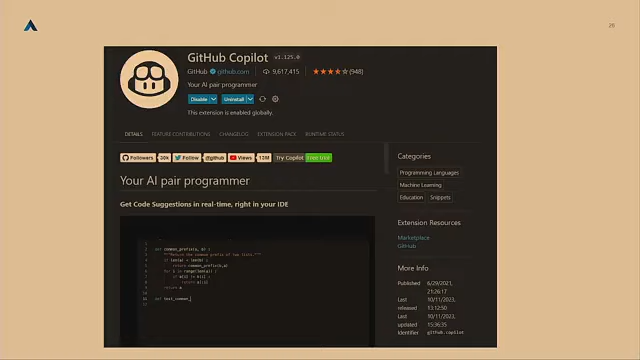 26
GitHub Copilot v1.125.0
GitHub github.com 9,617,415 (948)
Your AI pair programmer
Disable Uninstall
This extension is enabled globally.
DETAILS FEATURE CONTRIBUTIONS CHANGELOG EXTENSION PACK RUNTIME STATUS
Followers 30k Follow @github Views 13M Try Copilot
Your AI pair programmer
Get Code Suggestions in real-time, right in your IDE
return a
Categories
Programming Languages
Machine Learning
Education Snippets
Extension Resources
Marketplace
GitHub
More Info
Published 6/29/2021,
21:26:17
Last 10/11/2023,
released 13:12:50
Last 10/11/2023,
updated 15:36:35
Identifier github.copilot